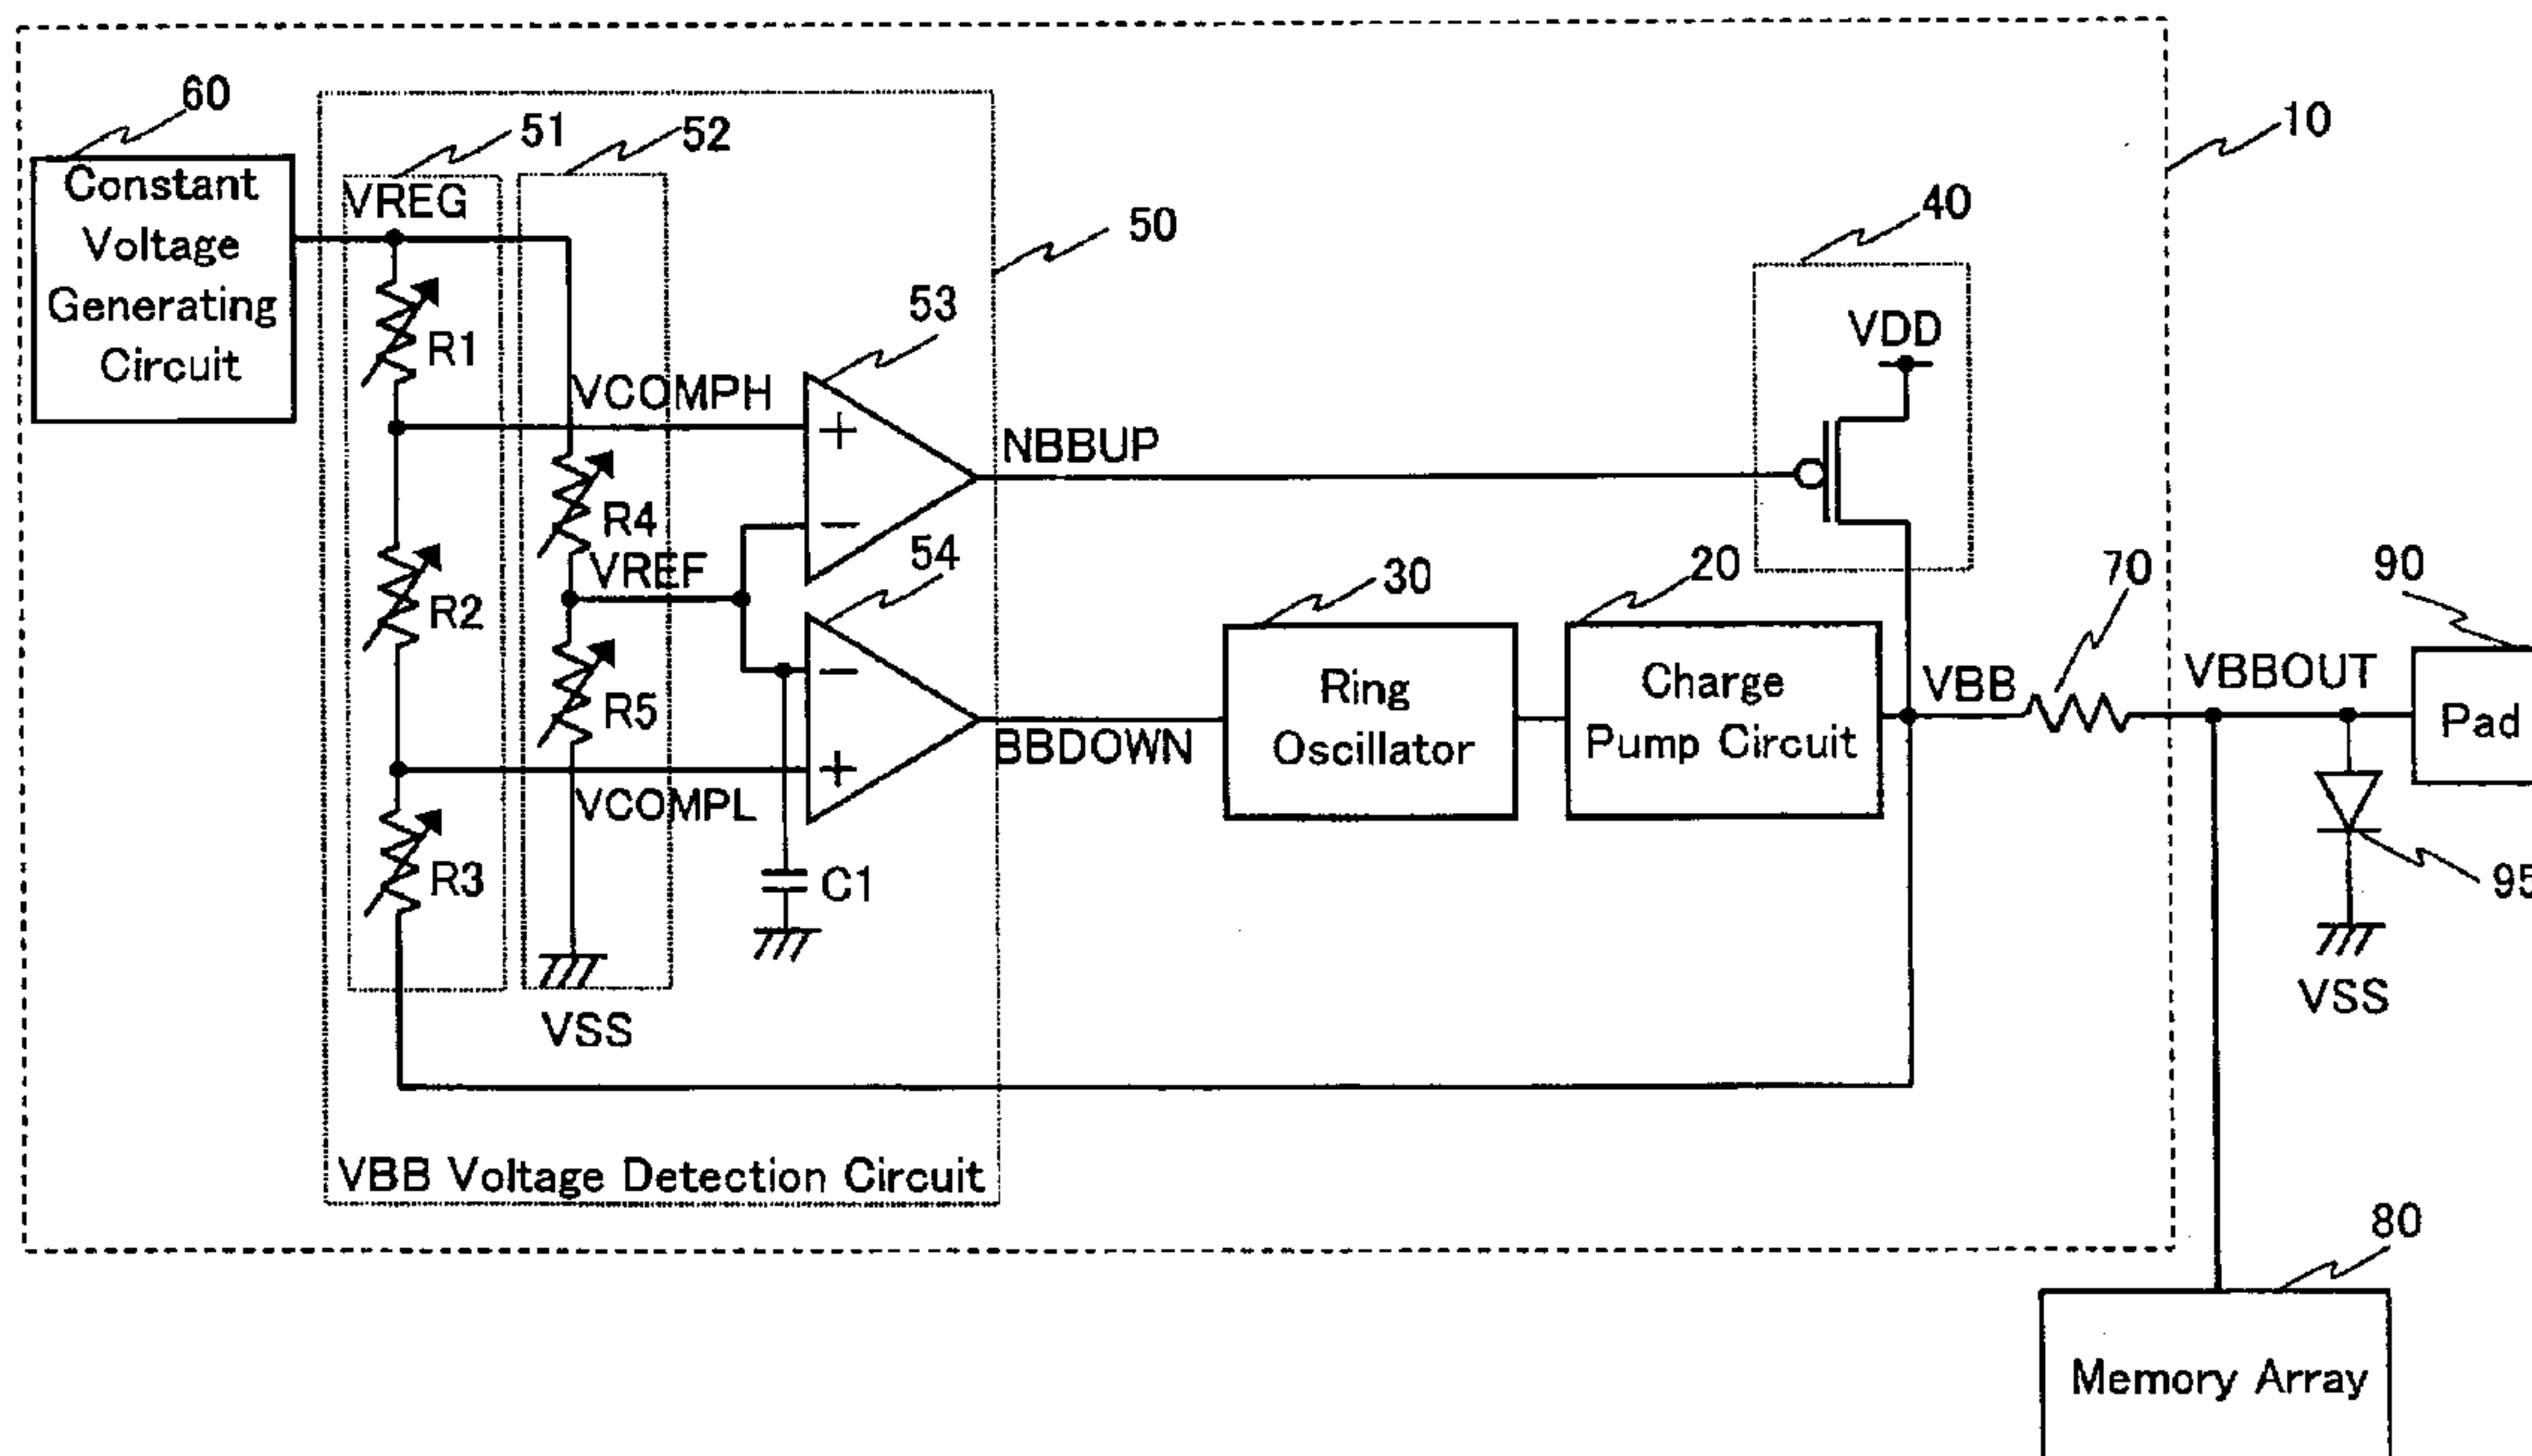 60
51
52
10
Constant
Voltage
Generating
Circuit
VREG
50
40
53
R1
VDD
VCOMPH
+
NBBUP
R4
−
VREF
54
30
20
70
90
R2
−
Ring
Oscillator
Charge
Pump Circuit
VBB
VBBOUT
Pad
R5
+
BBDOWN
VCOMPL
R3
C1
95
VSS
VSS
VBB Voltage Detection Circuit
80
Memory Array